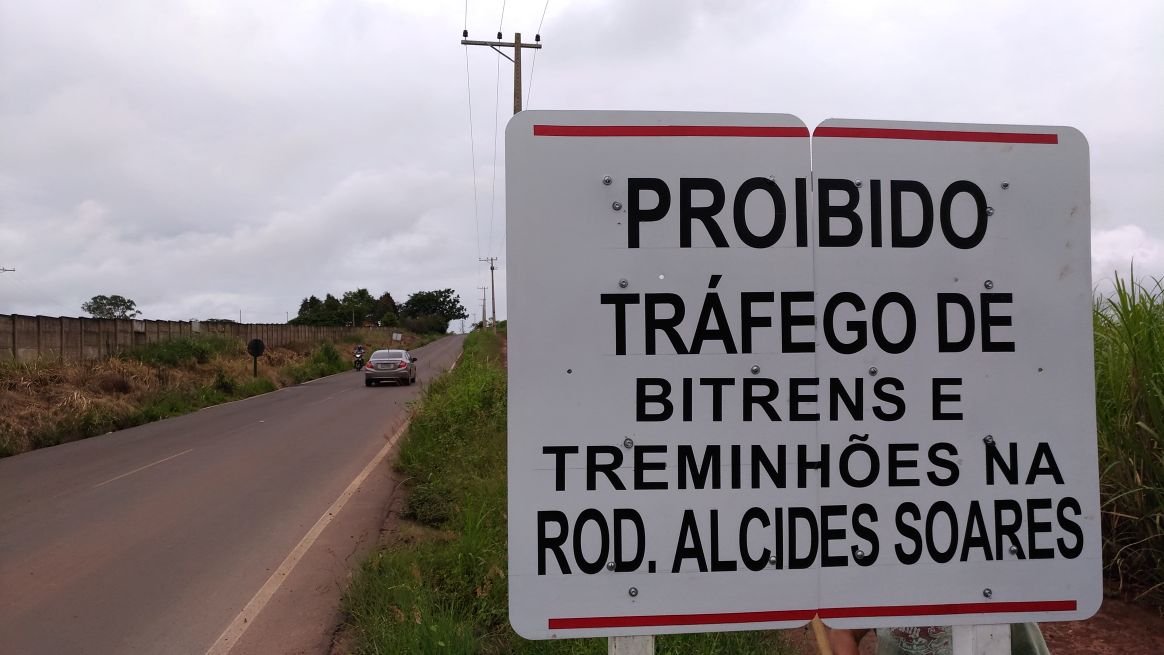 PROIBIDO
TRÁFEGO DE
BITRENS E
TREMINHÕES NA
ROD. ALCIDES SOARES